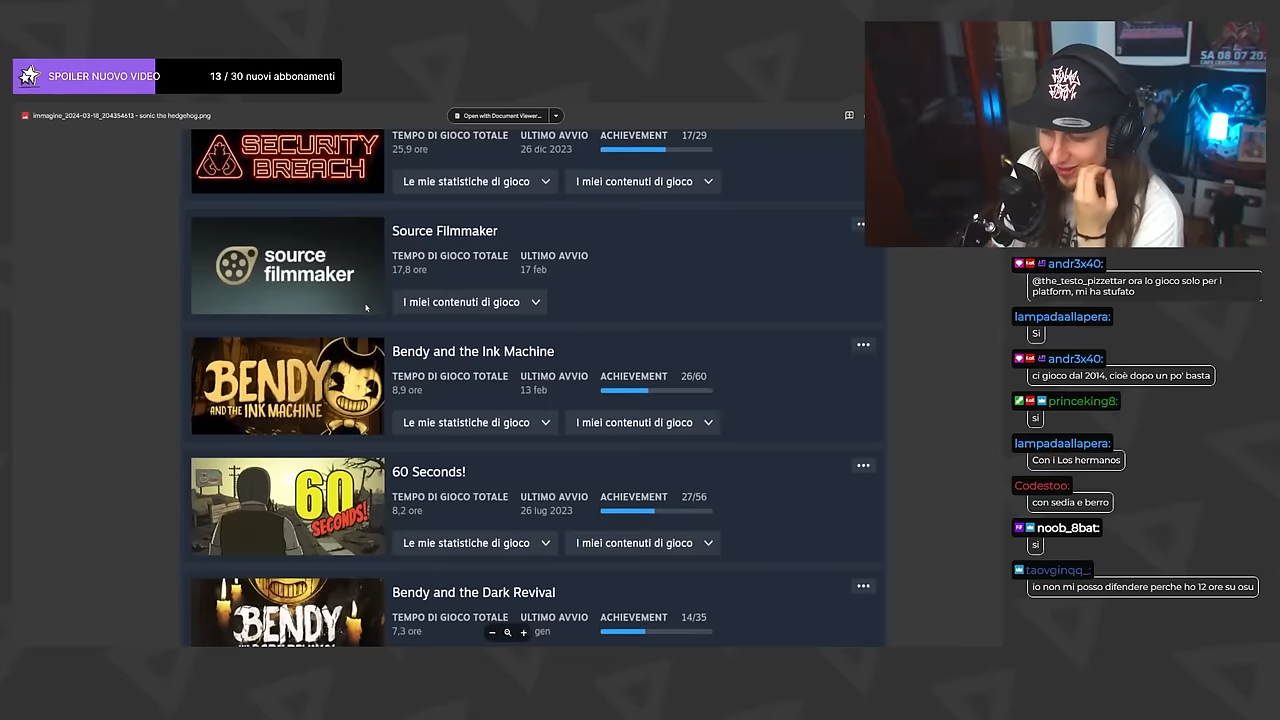 SPOILER NUOVO VIDEO
13 / 30 nuovi abbonamenti
immagine_2024-03-18_204354613 - sonic the hedgehog.png
Open with Document Viewer...
SECURITY
BREACH
TEMPO DI GIOCO TOTALE
25,9 ore
ULTIMO AVVIO
26 dic 2023
ACHIEVEMENT 17/29
Le mie statistiche di gioco
I miei contenuti di gioco
source
filmmaker
Source Filmmaker
TEMPO DI GIOCO TOTALE
17,8 ore
ULTIMO AVVIO
17 feb
I miei contenuti di gioco
BENDY
AND THE INK MACHINE
Bendy and the Ink Machine
TEMPO DI GIOCO TOTALE
8,9 ore
ULTIMO AVVIO
13 feb
ACHIEVEMENT 26/60
Le mie statistiche di gioco
I miei contenuti di gioco
60
SECONDS!
60 Seconds!
TEMPO DI GIOCO TOTALE
8,2 ore
ULTIMO AVVIO
26 lug 2023
ACHIEVEMENT 27/56
Le mie statistiche di gioco
I miei contenuti di gioco
BENDY
Bendy and the Dark Revival
TEMPO DI GIOCO TOTALE
7,3 ore
ULTIMO AVVIO
gen
ACHIEVEMENT 14/35
SA 08 07 20
andr3x40:
@the_testo_pizzettar ora lo gioco solo per i
platform, mi ha stufato
lampadaallapera:
Si
andr3x40:
ci gioco dal 2014, cioè dopo un po' basta
princeking8:
si
lampadaallapera:
Con i Los hermanos
Codestoo:
con sedia e berro
noob_8bat:
si
taovginqq_:
io non mi posso difendere perche ho 12 ore su osu